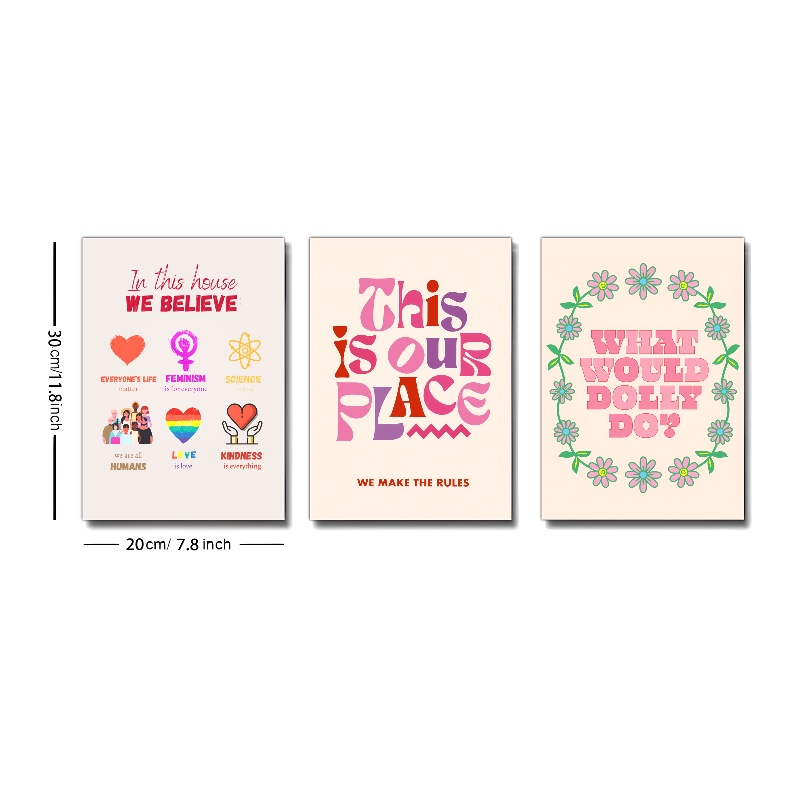 In this house
WE BELIEVE
EVERYONE'S LIFE
matter
FEMINISM
is for everyone
SCIENCE
we are all
HUMANS
LOVE
is love
KINDNESS
is everything
This
is OUR
PLACE
WE MAKE THE RULES
WHAT
WOULD
DOLLY
DO?
30cm/11.8inch
20cm/ 7.8 inch